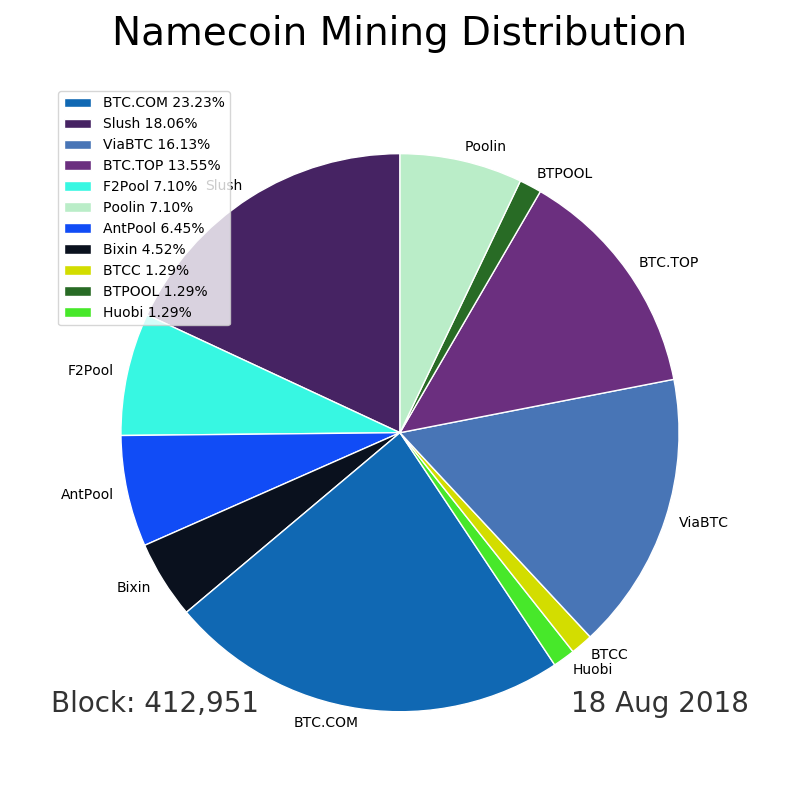 Namecoin Mining Distribution
BTC.COM 23.23%
Slush 18.06%
ViaBTC 16.13%
BTC.TOP 13.55%
F2Pool 7.10%
Poolin 7.10%
AntPool 6.45%
Bixin 4.52%
BTCC 1.29%
BTPOOL 1.29%
Huobi 1.29%
Poolin
BTPOOL
Slush
BTC.TOP
F2Pool
AntPool
ViaBTC
Bixin
BTCC
Huobi
BTC.COM
Block: 412,951
18 Aug 2018